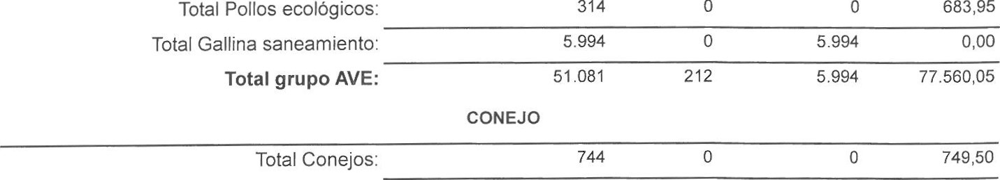 Total Pollos ecológicos: 314 0 0 683,95
Total Gallina saneamiento: 5.994 0 5.994 0,00
Total grupo AVE: 51.081 212 5.994 77.560,05
CONEJO
Total Conejos: 744 0 0 749,50